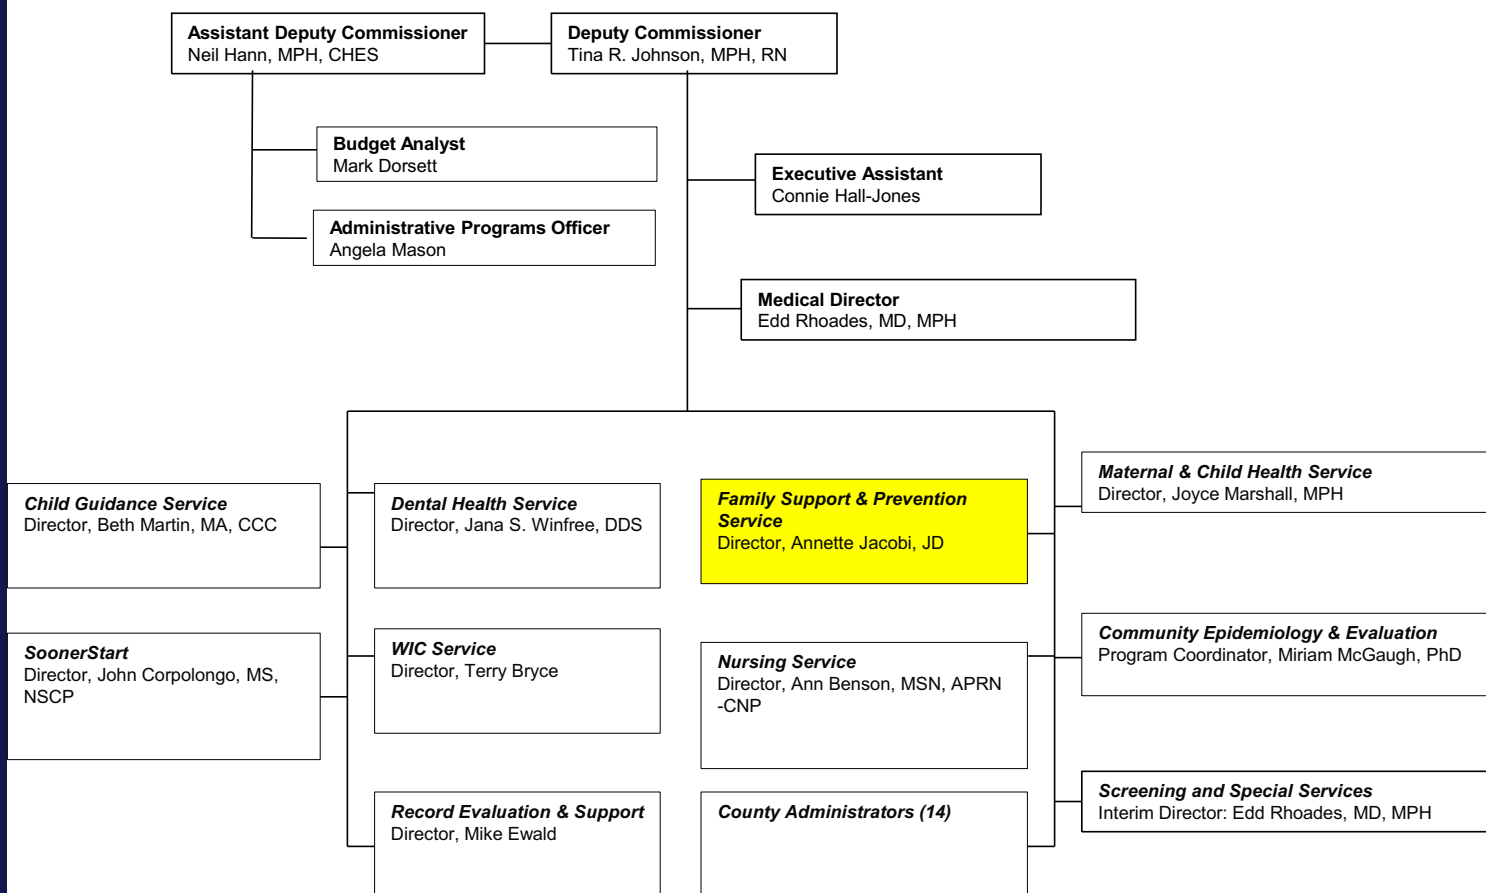 Assistant Deputy Commissioner
Neil Hann, MPH, CHES
Deputy Commissioner
Tina R. Johnson, MPH, RN
Budget Analyst
Mark Dorsett
Executive Assistant
Connie Hall-Jones
Administrative Programs Officer
Angela Mason
Medical Director
Edd Rhoades, MD, MPH
Child Guidance Service
Director, Beth Martin, MA, CCC
Dental Health Service
Director, Jana S. Winfree, DDS
Family Support & Prevention
Service
Director, Annette Jacobi, JD
Maternal & Child Health Service
Director, Joyce Marshall, MPH
SoonerStart
Director, John Corpolongo, MS,
NSCP
WIC Service
Director, Terry Bryce
Nursing Service
Director, Ann Benson, MSN, APRN
-CNP
Community Epidemiology & Evaluation
Program Coordinator, Miriam McGaugh, PhD
Record Evaluation & Support
Director, Mike Ewald
County Administrators (14)
Screening and Special Services
Interim Director: Edd Rhoades, MD, MPH